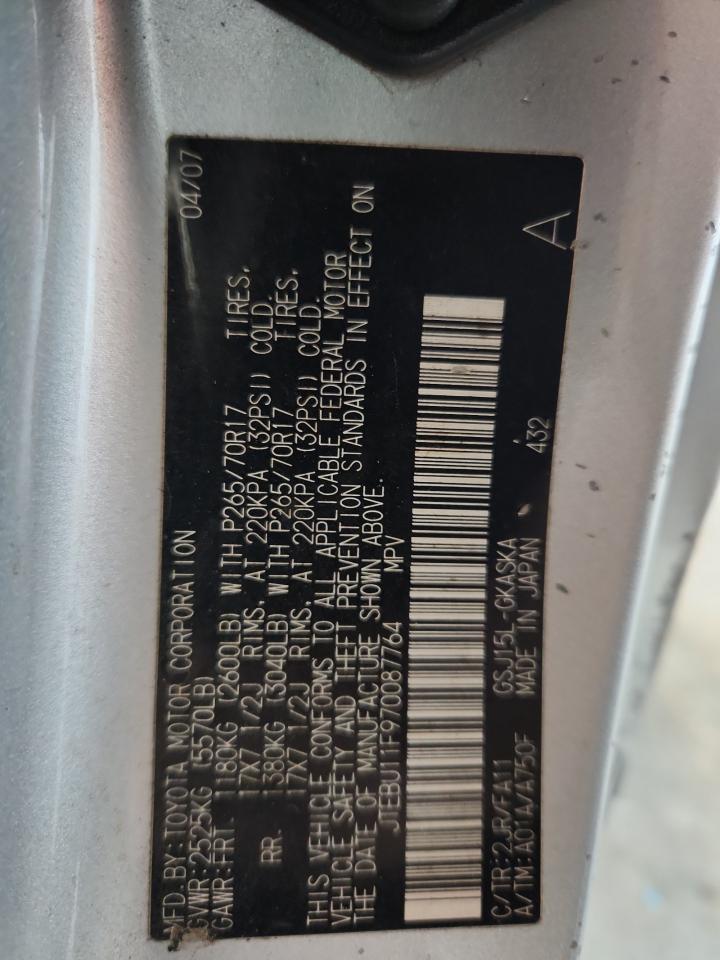 MFD.BY:TOYOTA MOTOR CORPORATION 04/07
GVWR:2525KG (5570LB)
GAWR:FRT. 1180KG (2600LB) WITH P265/70R17 TIRES,
17X7 1/2J RIMS, AT 220KPA (32PSI) COLD.
RR. 1380KG (3040LB) WITH P265/70R17 TIRES,
17X7 1/2J RIMS, AT 220KPA (32PSI) COLD.
THIS VEHICLE CONFORMS TO ALL APPLICABLE FEDERAL MOTOR
VEHICLE SAFETY AND THEFT PREVENTION STANDARDS IN EFFECT ON
THE DATE OF MANUFACTURE SHOWN ABOVE.
JTEBU11F970087764 MPV
C/TR:2JR/FA11 GSJ15L-GKASKA
A/TM:A01A/A750F MADE IN JAPAN 432 A